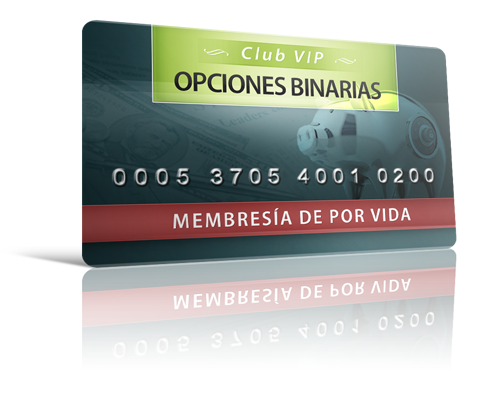 Club VIP
OPCIONES BINARIAS
0005 3705 4001 0200
MEMBRESÍA DE POR VIDA